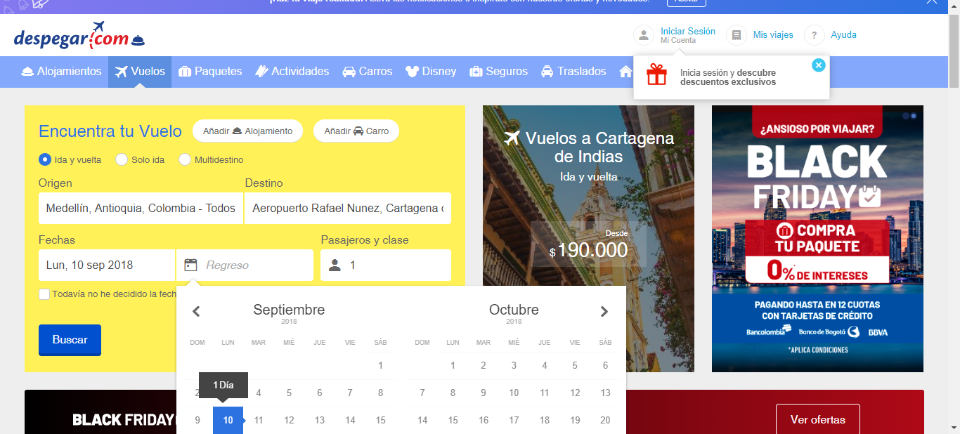 despegar.com
Iniciar Sesión
Mi Cuenta
Mis viajes
?
Ayuda
Alojamientos
Vuelos
Paquetes
Actividades
Carros
Disney
Seguros
Traslados
Inicia sesión y descubre
descuentos exclusivos
Encuentra tu Vuelo
Añadir Alojamiento
Añadir Carro
Ida y vuelta
Solo ida
Multidestino
Origen
Destino
Medellín, Antioquia, Colombia - Todos
Aeropuerto Rafael Nunez, Cartagena
Fechas
Pasajeros y clase
Lun, 10 sep 2018
Regreso
1
Todavía no he decidido la fech
Buscar
Septiembre
2018
DOM LUN MAR MIÉ JUE VIE SÁB
1
2 4 5 6 7 8
1 Día
9 10 11 12 13 14 15
Octubre
2018
DOM LUN MAR MIÉ JUE VIE SÁB
1 2 3 4 5 6
7 8 9 10 11 12 13
14 15 16 17 18 19 20
Vuelos a Cartagena
de Indias
Ida y vuelta
Desde
$190.000
¿ANSIOSO POR VIAJAR?
BLACK
FRIDAY
COMPRA
TU PAQUETE
0% DE INTERESES
PAGANDO HASTA EN 12 CUOTAS
CON TARJETAS DE CRÉDITO
Bancolombia
Banco de Bogotá
BBVA
*APLICA CONDICIONES
BLACK FRIDAY
Ver ofertas